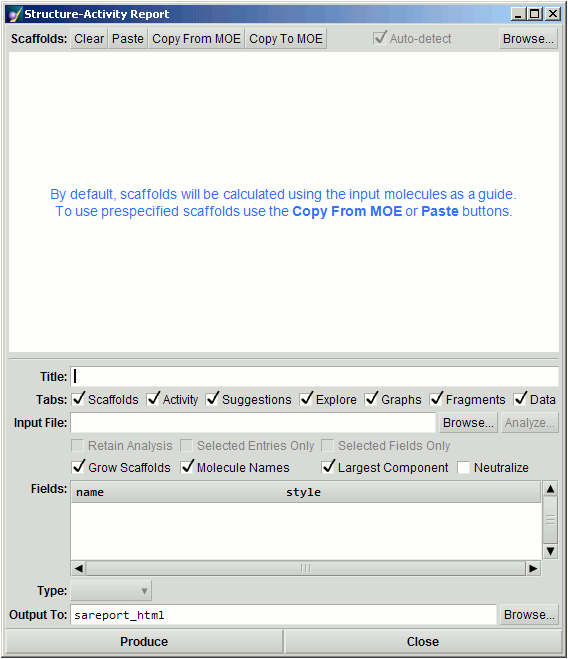 Structure-Activity Report
Scaffolds: Clear Paste Copy From MOE Copy To MOE Auto-detect Browse...
By default, scaffolds will be calculated using the input molecules as a guide.
To use prespecified scaffolds use the Copy From MOE or Paste buttons.
Title:
Tabs: Scaffolds Activity Suggestions Explore Graphs Fragments Data
Input File: Browse... Analyze...
Retain Analysis Selected Entries Only Selected Fields Only
Grow Scaffolds Molecule Names Largest Component Neutralize
Fields: name style
Type:
Output To: sareport_html Browse...
Produce Close